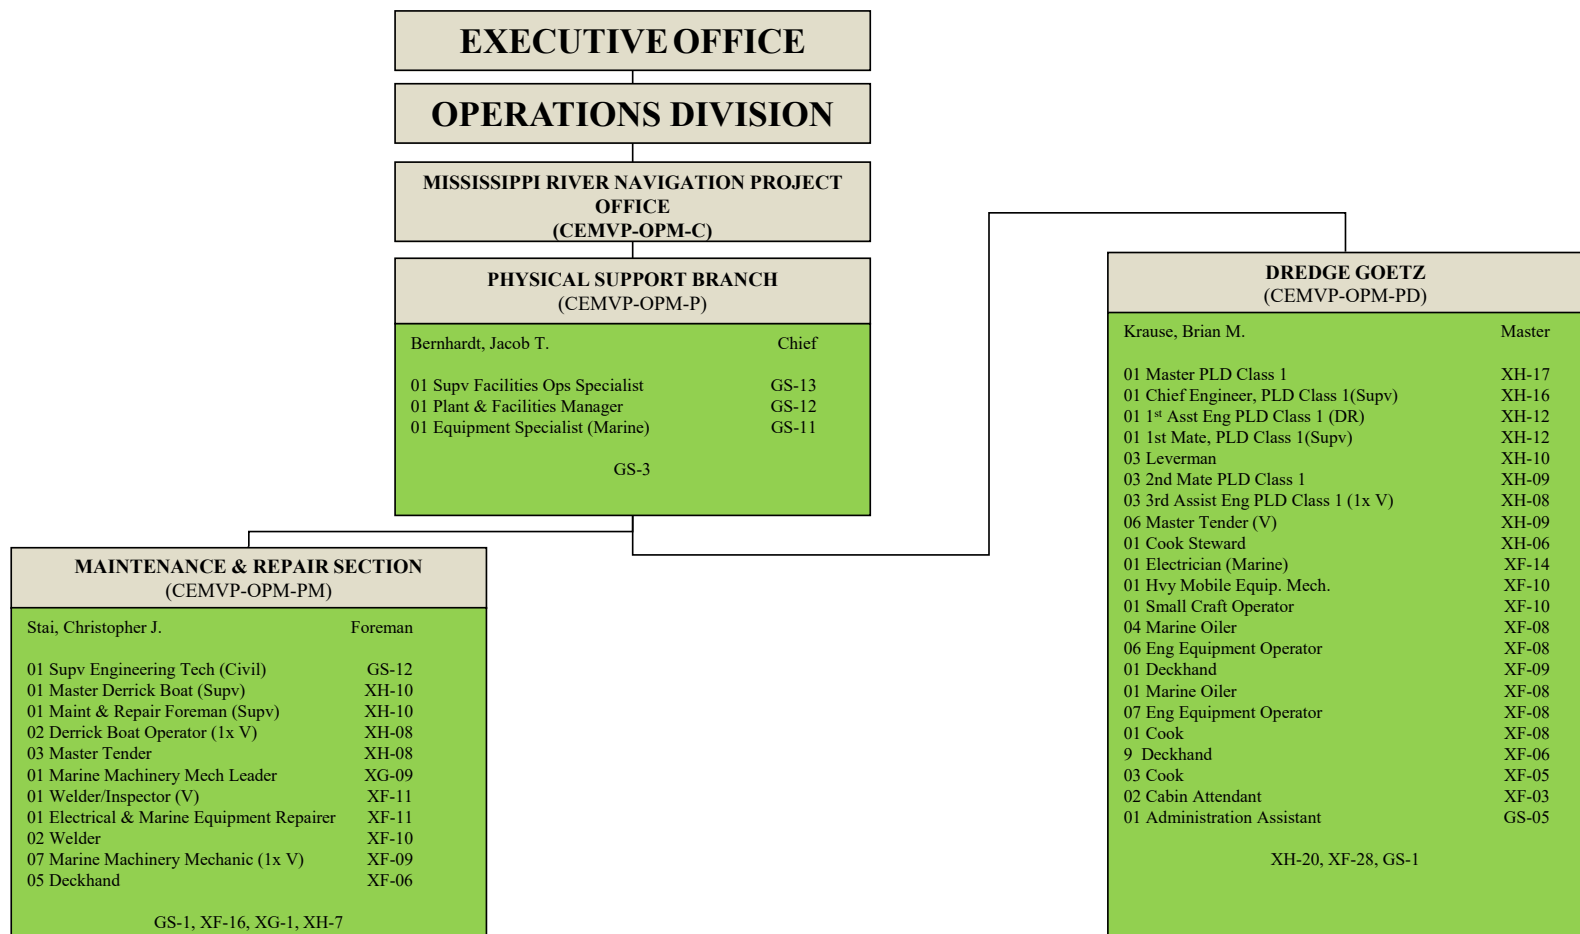 EXECUTIVE OFFICE
OPERATIONS DIVISION
MISSISSIPPI RIVER NAVIGATION PROJECT
OFFICE
(CEMVP-OPM-C)
PHYSICAL SUPPORT BRANCH
(CEMVP-OPM-P)
Bernhardt, Jacob T. Chief
01 Supv Facilities Ops Specialist GS-13
01 Plant & Facilities Manager GS-12
01 Equipment Specialist (Marine) GS-11
GS-3
MAINTENANCE & REPAIR SECTION
(CEMVP-OPM-PM)
Stai, Christopher J. Foreman
01 Supv Engineering Tech (Civil) GS-12
01 Master Derrick Boat (Supv) XH-10
01 Maint & Repair Foreman (Supv) XH-10
02 Derrick Boat Operator (1x V) XH-08
03 Master Tender XH-08
01 Marine Machinery Mech Leader XG-09
01 Welder/Inspector (V) XF-11
01 Electrical & Marine Equipment Repairer XF-11
02 Welder XF-10
07 Marine Machinery Mechanic (1x V) XF-09
05 Deckhand XF-06
GS-1, XF-16, XG-1, XH-7
DREDGE GOETZ
(CEMVP-OPM-PD)
Krause, Brian M. Master
01 Master PLD Class 1 XH-17
01 Chief Engineer, PLD Class 1(Supv) XH-16
01 1st Asst Eng PLD Class 1 (DR) XH-12
01 1st Mate, PLD Class 1(Supv) XH-12
03 Leverman XH-10
03 2nd Mate PLD Class 1 XH-09
03 3rd Assist Eng PLD Class 1 (1x V) XH-08
06 Master Tender (V) XH-09
01 Cook Steward XH-06
01 Electrician (Marine) XF-14
01 Hvy Mobile Equip. Mech. XF-10
01 Small Craft Operator XF-10
04 Marine Oiler XF-08
06 Eng Equipment Operator XF-08
01 Deckhand XF-09
01 Marine Oiler XF-08
07 Eng Equipment Operator XF-08
01 Cook XF-08
9 Deckhand XF-06
03 Cook XF-05
02 Cabin Attendant XF-03
01 Administration Assistant GS-05
XH-20, XF-28, GS-1